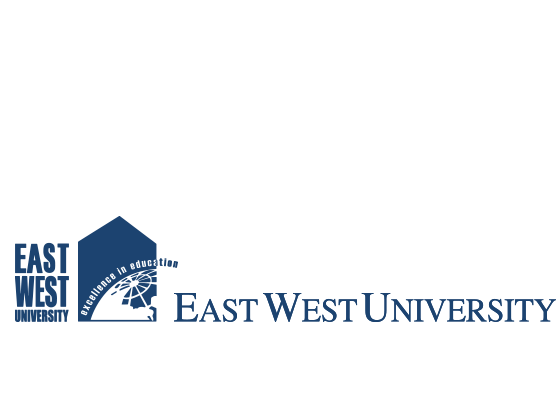 EAST
WEST
UNIVERSITY
excellence in education
EAST WEST UNIVERSITY